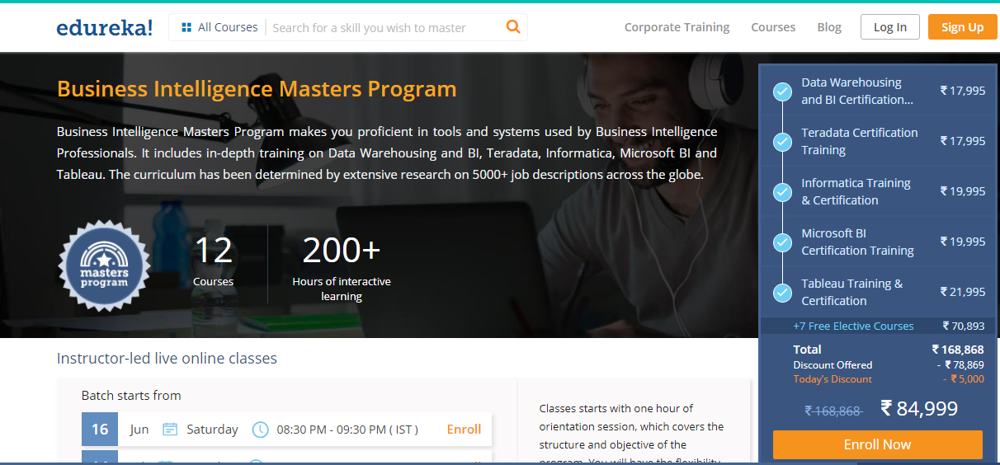 edureka!
All Courses
Search for a skill you wish to master
Corporate Training
Courses
Blog
Log In
Sign Up
Business Intelligence Masters Program
Business Intelligence Masters Program makes you proficient in tools and systems used by Business Intelligence
Professionals. It includes in-depth training on Data Warehousing and BI, Teradata, Informatica, Microsoft BI and
Tableau. The curriculum has been determined by extensive research on 5000+ job descriptions across the globe.
masters
program
12
Courses
200+
Hours of interactive
learning
Data Warehousing
and BI Certification...
₹ 17,995
Teradata Certification
Training
₹ 17,995
Informatica Training
& Certification
₹ 19,995
Microsoft BI
Certification Training
₹ 19,995
Tableau Training &
Certification
₹ 21,995
+7 Free Elective Courses ₹ 70,893
Total ₹ 168,868
Discount Offered - ₹ 78,869
Today's Discount - ₹ 5,000
₹ 168,868 ₹ 84,999
Enroll Now
Instructor-led live online classes
Batch starts from
16 Jun Saturday 08:30 PM - 09:30 PM ( IST ) Enroll
Classes starts with one hour of
orientation session, which covers the
structure and objective of the
program. You will have the flexibility